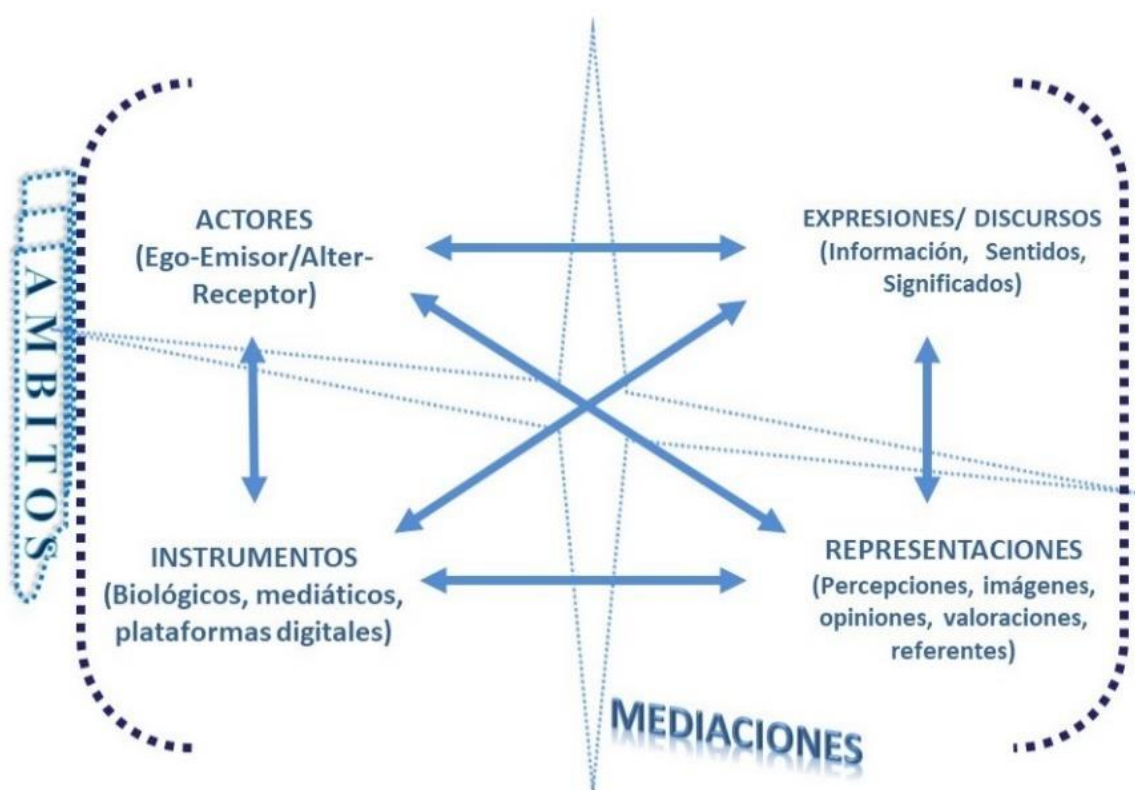 AMBITOS
ACTORES
(Ego-Emisor/Alter-
Receptor)
EXPRESIONES/ DISCURSOS
(Información, Sentidos,
Significados)
INSTRUMENTOS
(Biológicos, mediáticos,
plataformas digitales)
REPRESENTACIONES
(Percepciones, imágenes,
opiniones, valoraciones,
referentes)
MEDIACIONES